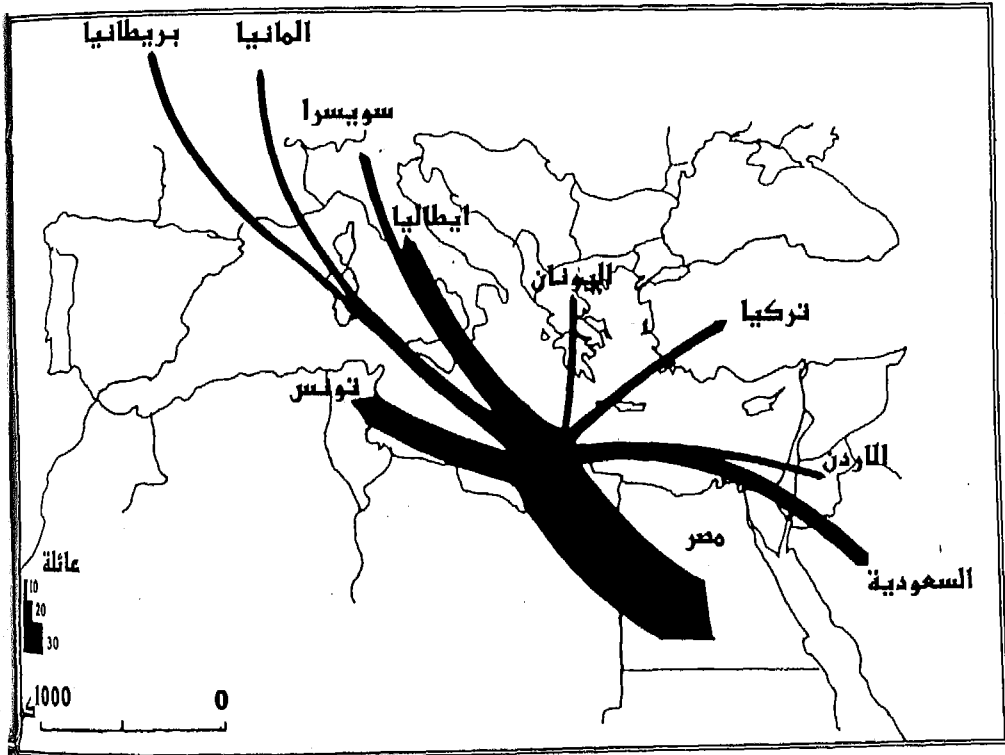 بريطانيا
المانيا
سويسرا
ايطاليا
اليونان
تركيا
تونس
الاردن
مصر
السعودية
عائلة
10
20
30
1000
0